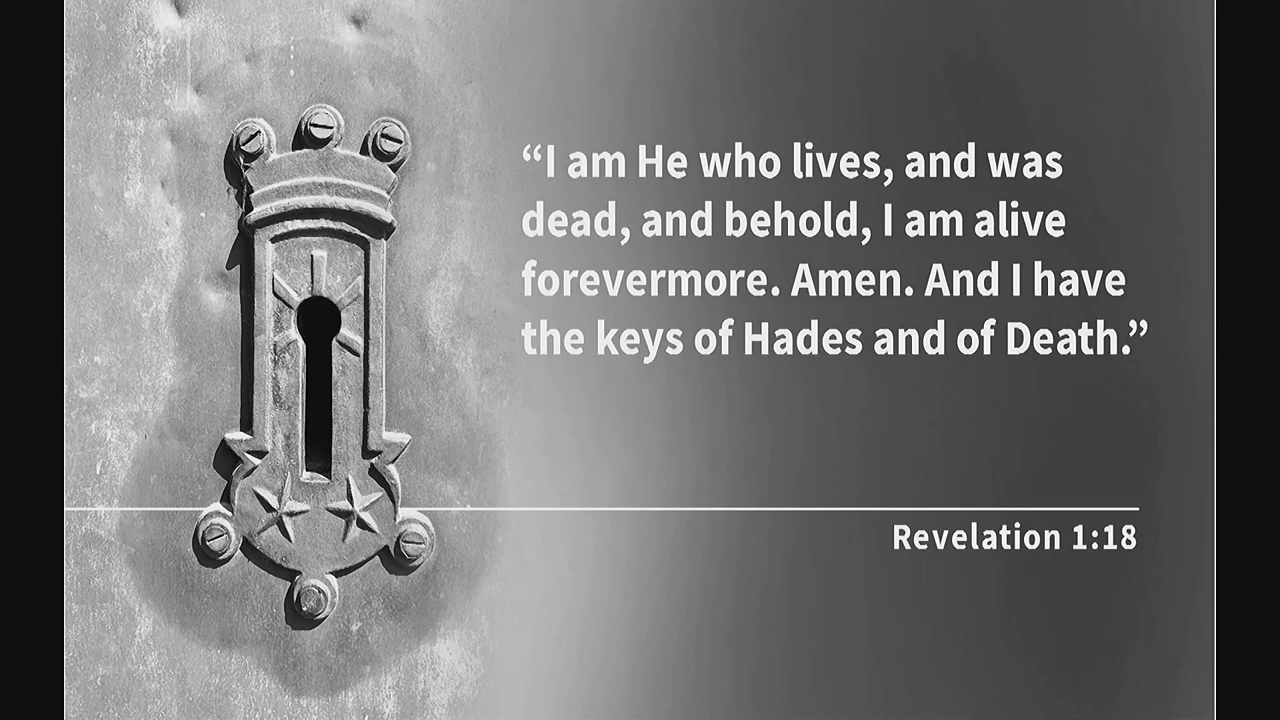 “I am He who lives, and was
dead, and behold, I am alive
forevermore. Amen. And I have
the keys of Hades and of Death.”
Revelation 1:18